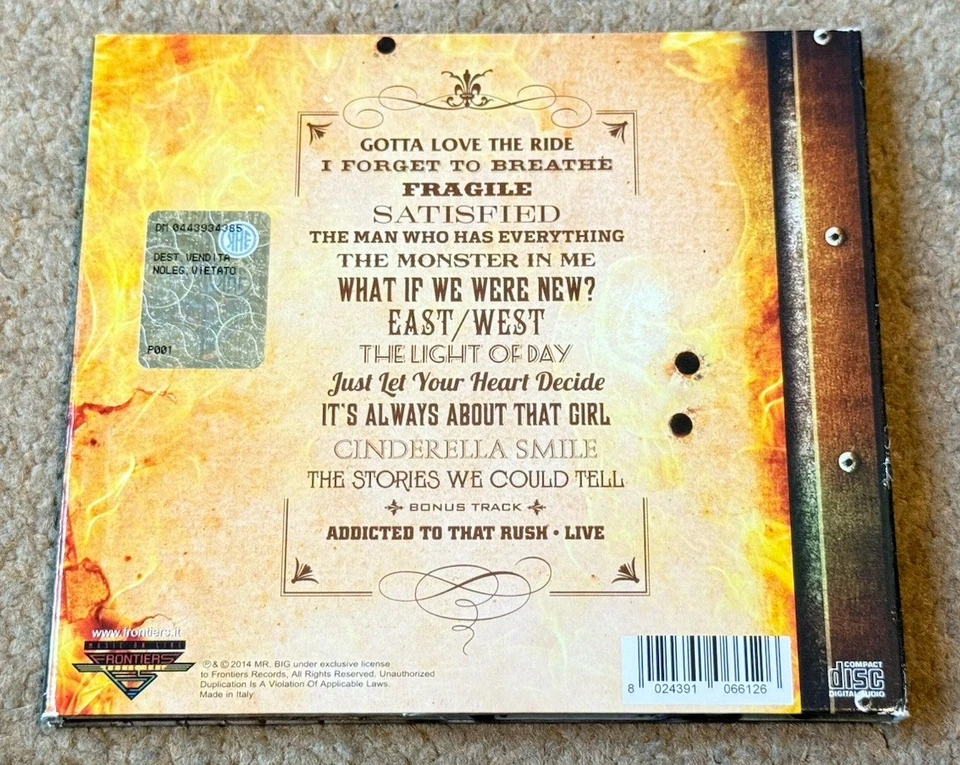 GOTTA LOVE THE RIDE
I FORGET TO BREATHE
FRAGILE
SATISFIED
THE MAN WHO HAS EVERYTHING
THE MONSTER IN ME
WHAT IF WE WERE NEW?
EAST/WEST
THE LIGHT OF DAY
Just Let Your Heart Decide
IT'S ALWAYS ABOUT THAT GIRL
CINDERELLA SMILE
THE STORIES WE COULD TELL
BONUS TRACK
ADDICTED TO THAT RUSH • LIVE
DM 0443934365
DEST.VENDITA
NOLEG.VIETATO
P001
www.frontiers.it
FRONTIERS
℗ & © 2014 MR. BIG under exclusive license
to Frontiers Records, All Rights Reserved. Unauthorized
Duplication Is A Violation Of Applicable Laws.
Made in Italy
8 024391 066126
COMPACT
disc
DIGITAL AUDIO